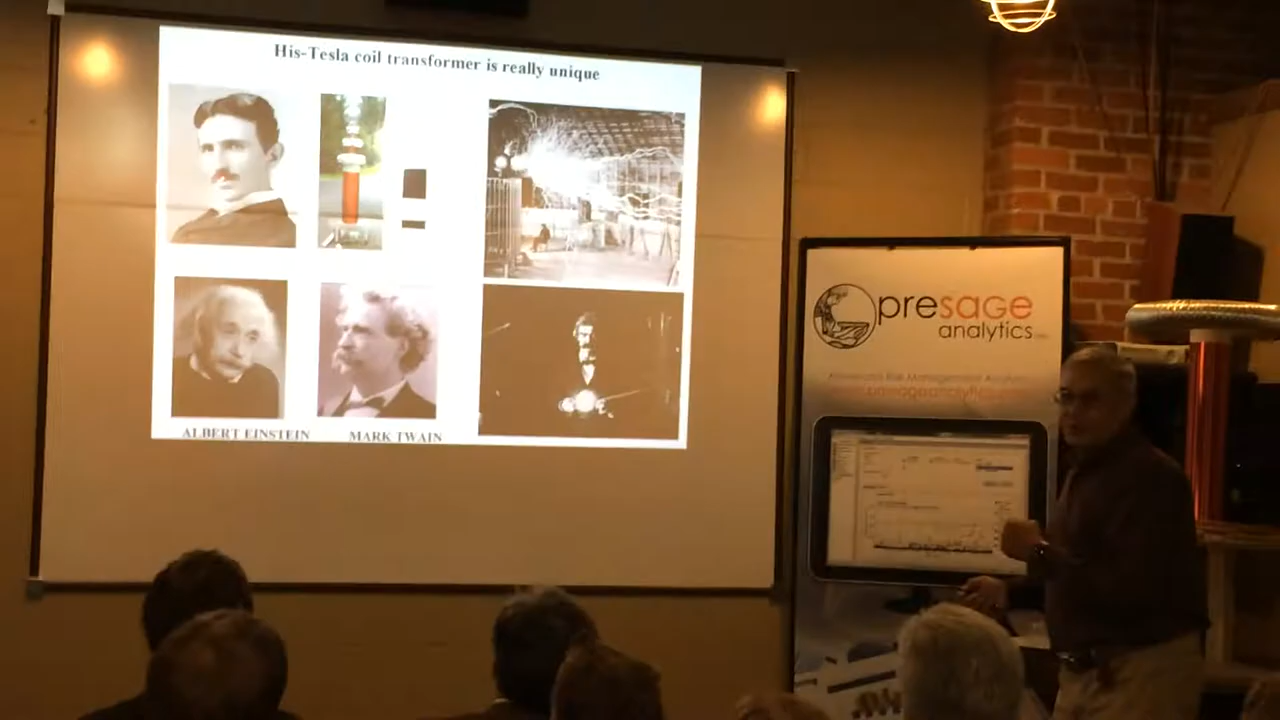 His-Tesla coil transformer is really unique
ALBERT EINSTEIN
MARK TWAIN
presage
analytics